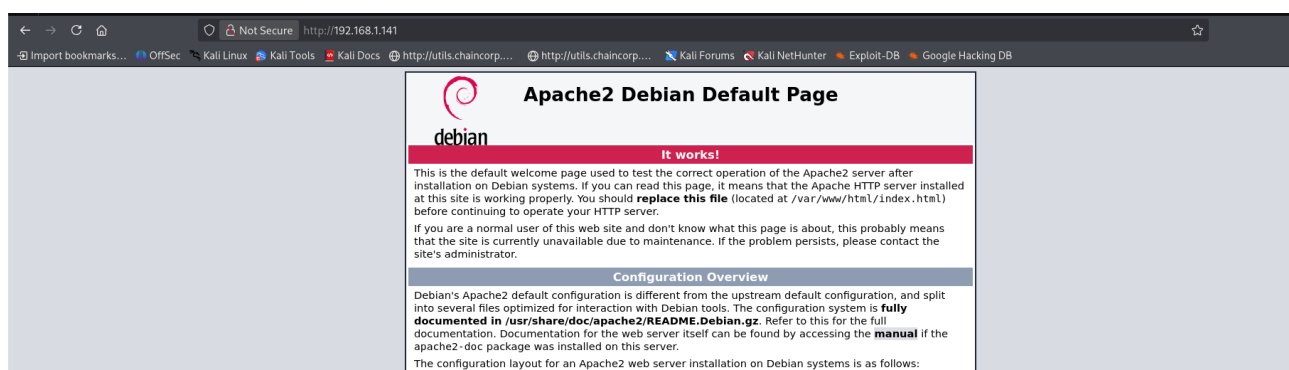 Not Secure http://192.168.1.141
Import bookmarks... OffSec Kali Linux Kali Tools Kali Docs http://utils.chaincorp.... http://utils.chaincorp.... Kali Forums Kali NetHunter Exploit-DB Google Hacking DB
Apache2 Debian Default Page
debian
It works!
This is the default welcome page used to test the correct operation of the Apache2 server after
installation on Debian systems. If you can read this page, it means that the Apache HTTP server installed
at this site is working properly. You should replace this file (located at /var/www/html/index.html)
before continuing to operate your HTTP server.
If you are a normal user of this web site and don't know what this page is about, this probably means
that the site is currently unavailable due to maintenance. If the problem persists, please contact the
site's administrator.
Configuration Overview
Debian's Apache2 default configuration is different from the upstream default configuration, and split
into several files optimized for interaction with Debian tools. The configuration system is fully
documented in /usr/share/doc/apache2/README.Debian.gz. Refer to this for the full
documentation. Documentation for the web server itself can be found by accessing the manual if the
apache2-doc package was installed on this server.
The configuration layout for an Apache2 web server installation on Debian systems is as follows: